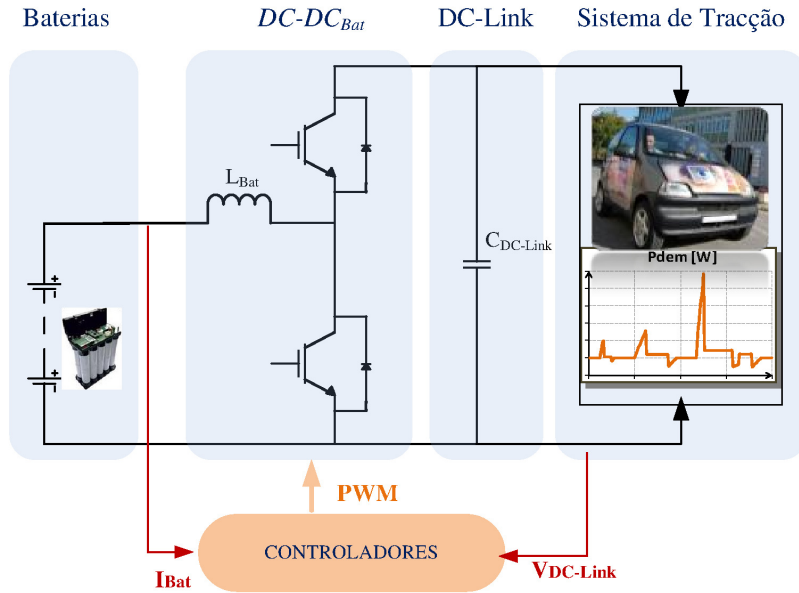 Baterias
DC-DCBat
DC-Link
Sistema de Tracção
LBat
CDC-Link
Pdem [W]
PWM
CONTROLADORES
IBat
VDC-Link